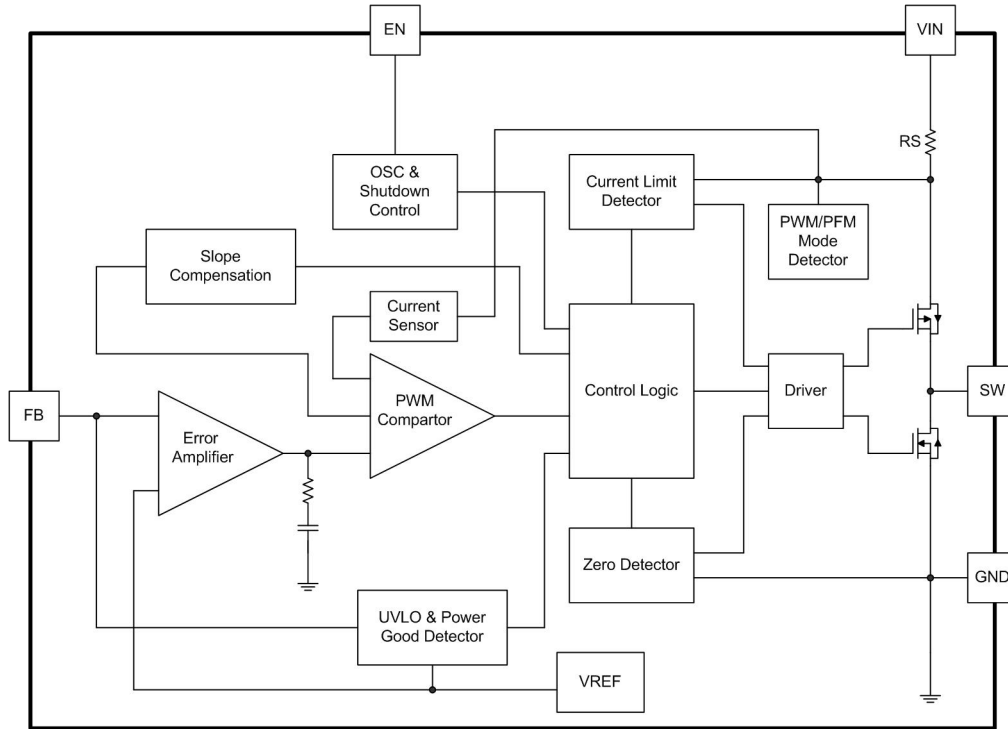 EN
VIN
RS
OSC &
Shutdown
Control
Current Limit
Detector
PWM/PFM
Mode
Detector
Slope
Compensation
Current
Sensor
FB
Error
Amplifier
PWM
Compartor
Control Logic
Driver
SW
Zero Detector
GND
UVLO & Power
Good Detector
VREF